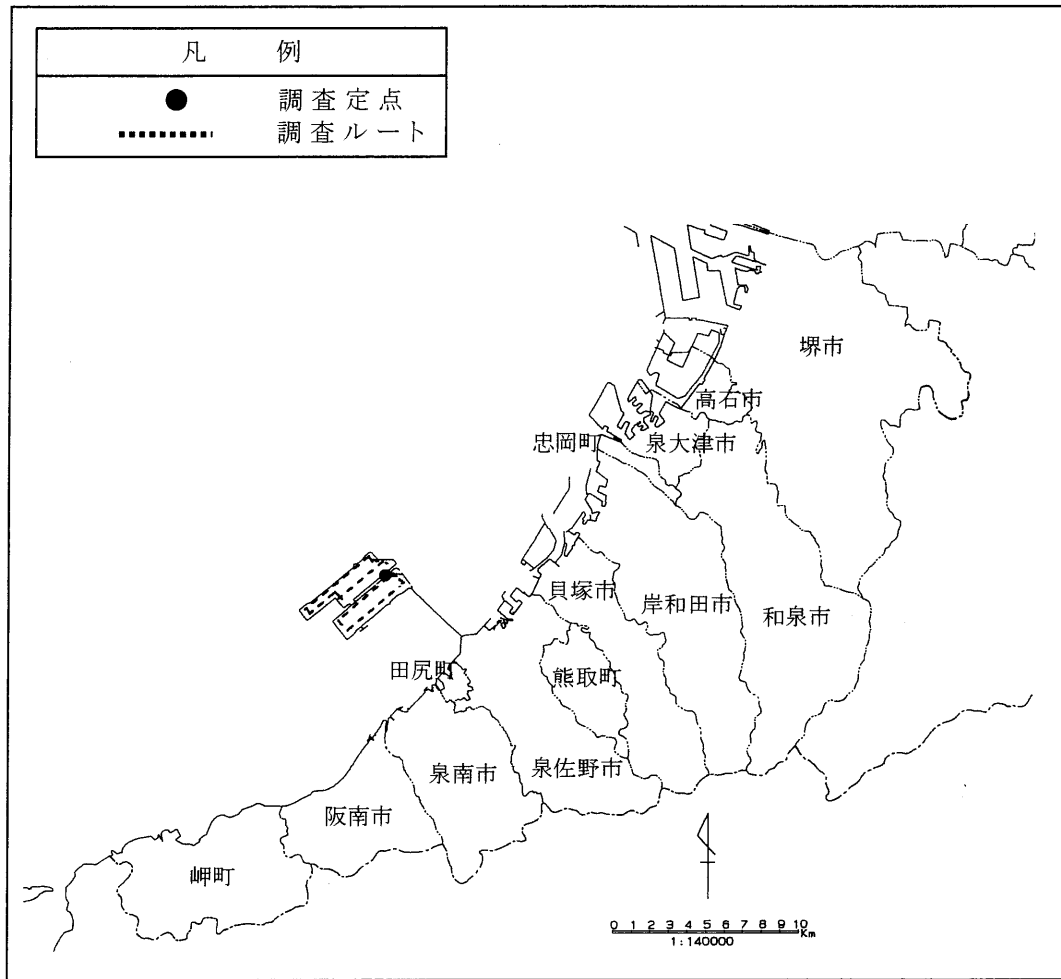 凡 例
調査定点
調査ルート
堺市
高石市
忠岡町
泉大津市
貝塚市
岸和田市
和泉市
田尻町
熊取町
泉南市
泉佐野市
阪南市
岬町
0 1 2 3 4 5 6 7 8 9 10
Km
1:140000